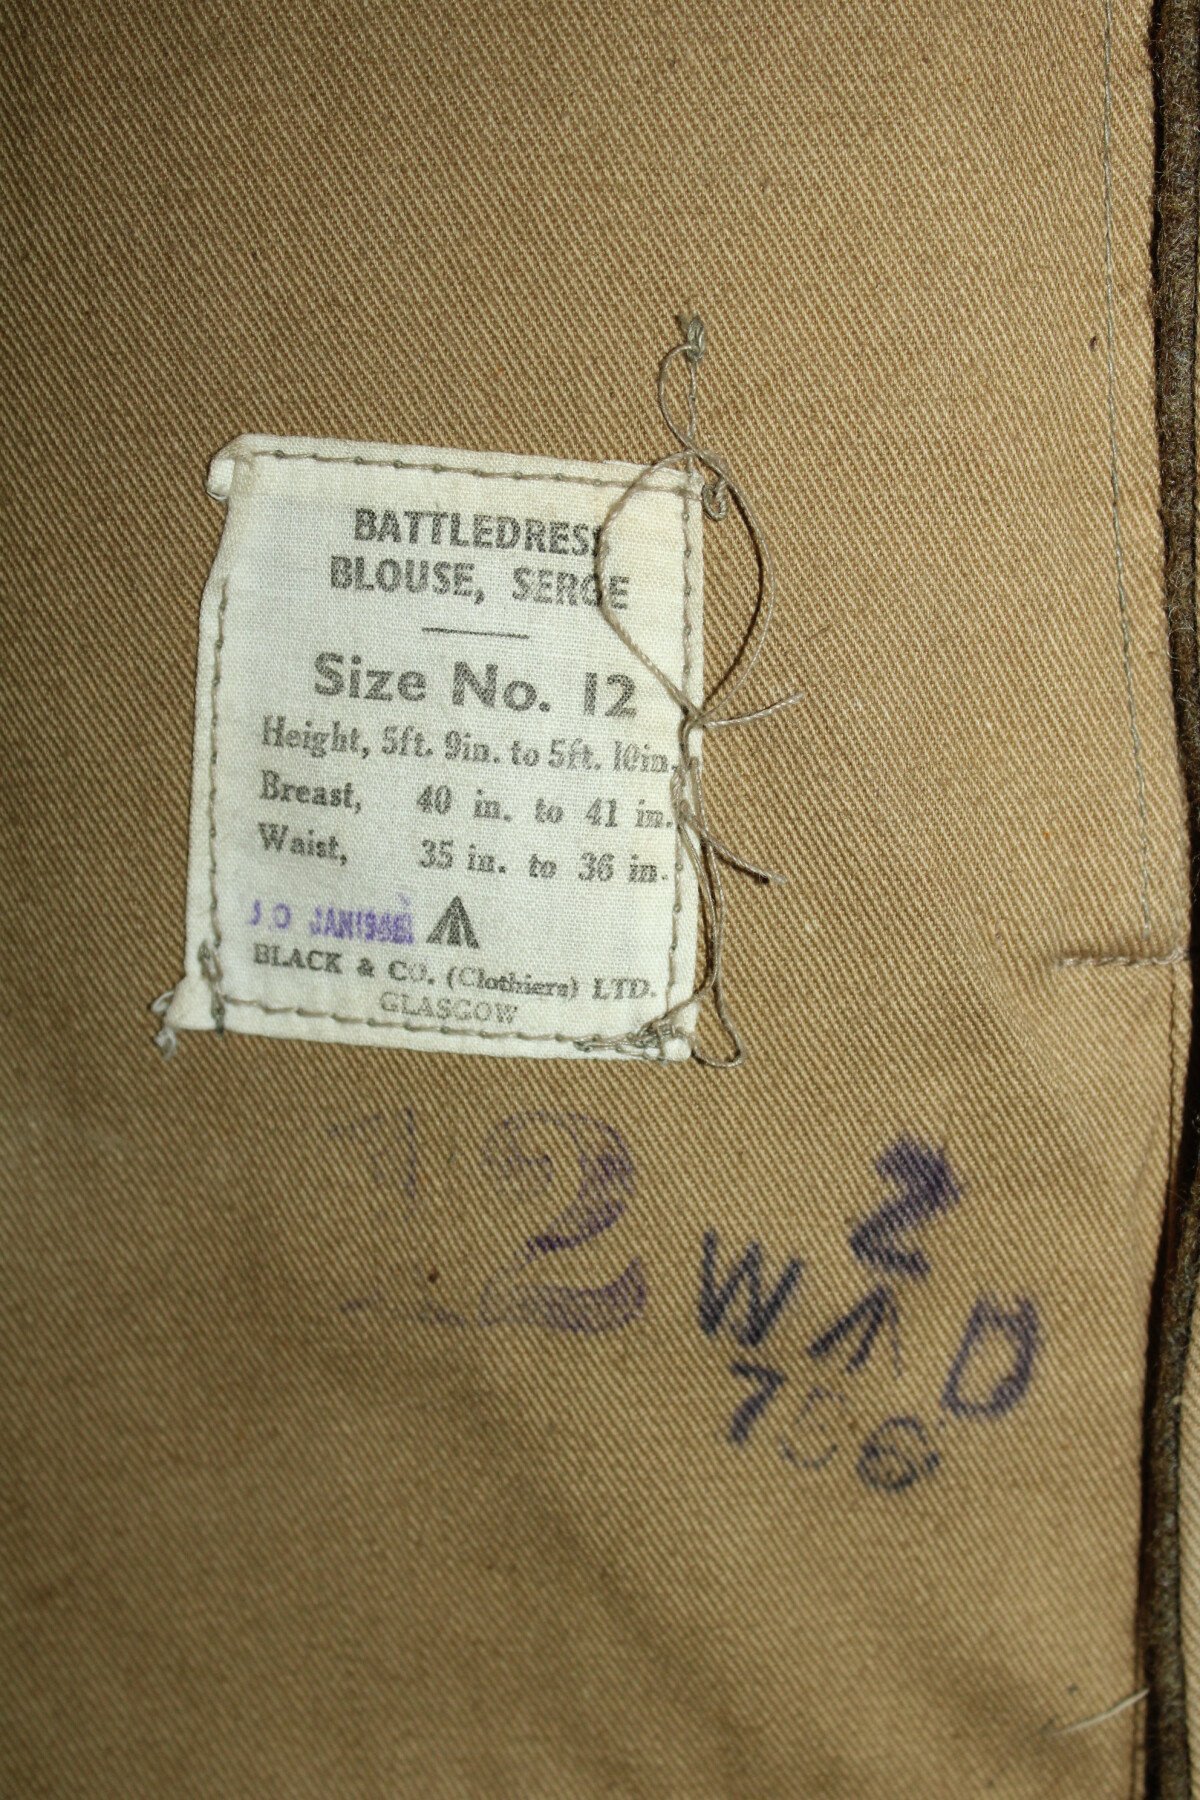 BATTLEDRESS
BLOUSE, SERGE
Size No. 12
Height, 5ft. 9in. to 5ft. 10in.
Breast, 40 in. to 41 in.
Waist, 35 in. to 36 in.
BLACK & CO. (Clothiers) LTD.
GLASGOW
12
2
W D